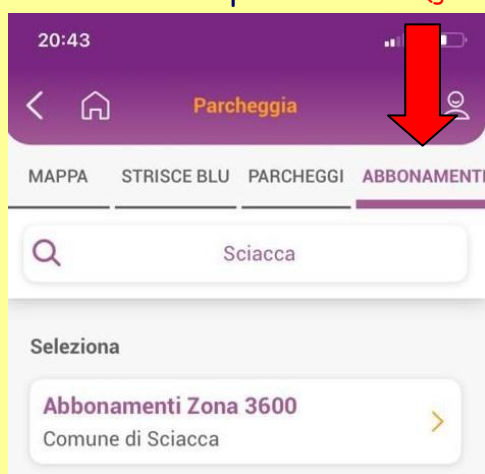 20:43
Parcheggia
MAPPA STRISCE BLU PARCHEGGI ABBONAMENTI
Sciacca
Seleziona
Abbonamenti Zona 3600
Comune di Sciacca